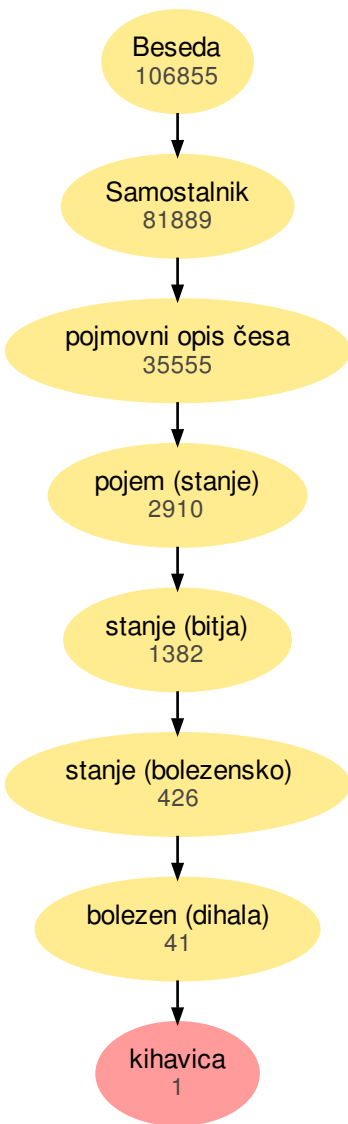 Beseda
106855
Samostalnik
81889
pojmovni opis česa
35555
pojem (stanje)
2910
stanje (bitja)
1382
stanje (bolezensko)
426
bolezen (dihala)
41
kihavica
1